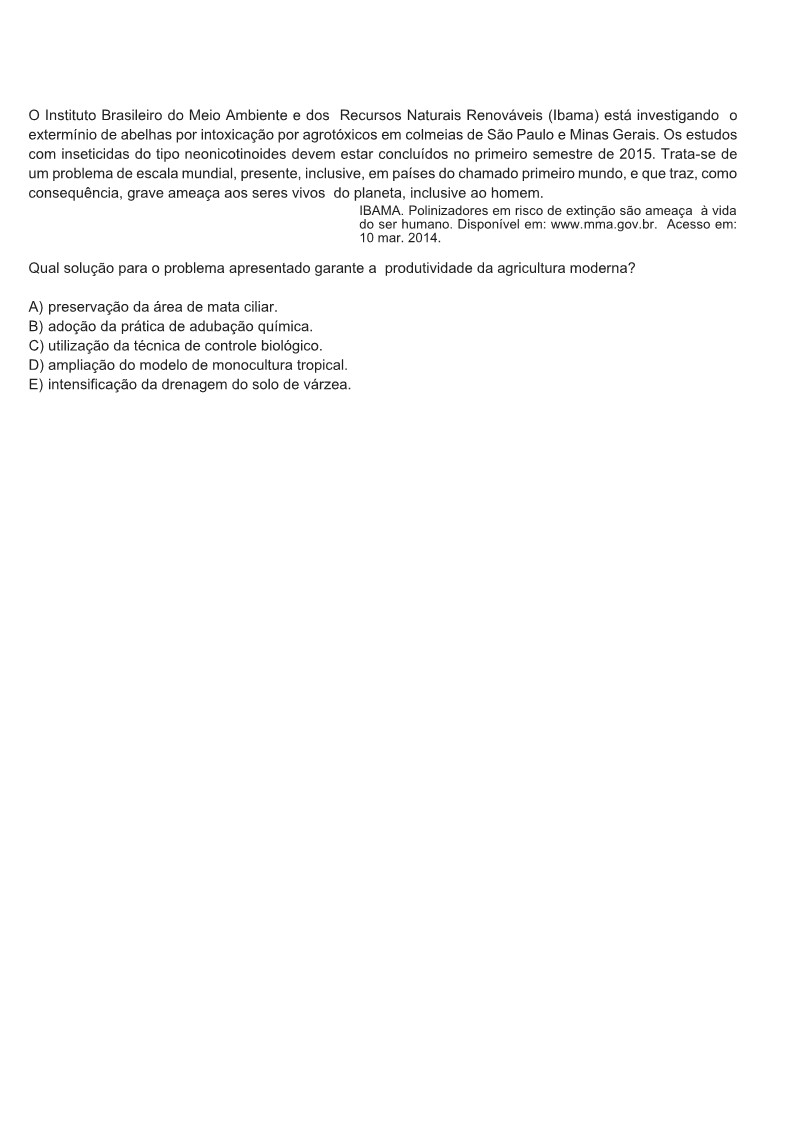 O Instituto Brasileiro do Meio Ambiente e dos Recursos Naturais Renováveis (Ibama) está investigando o
extermínio de abelhas por intoxicação por agrotóxicos em colmeias de São Paulo e Minas Gerais. Os estudos
com inseticidas do tipo neonicotinoides devem estar concluídos no primeiro semestre de 2015. Trata-se de
um problema de escala mundial, presente, inclusive, em países do chamado primeiro mundo, e que traz, como
consequência, grave ameaça aos seres vivos do planeta, inclusive ao homem.
IBAMA. Polinizadores em risco de extinção são ameaça à vida
do ser humano. Disponível em: www.mma.gov.br. Acesso em:
10 mar. 2014.
Qual solução para o problema apresentado garante a produtividade da agricultura moderna?
A) preservação da área de mata ciliar.
B) adoção da prática de adubação química.
C) utilização da técnica de controle biológico.
D) ampliação do modelo de monocultura tropical.
E) intensificação da drenagem do solo de várzea.